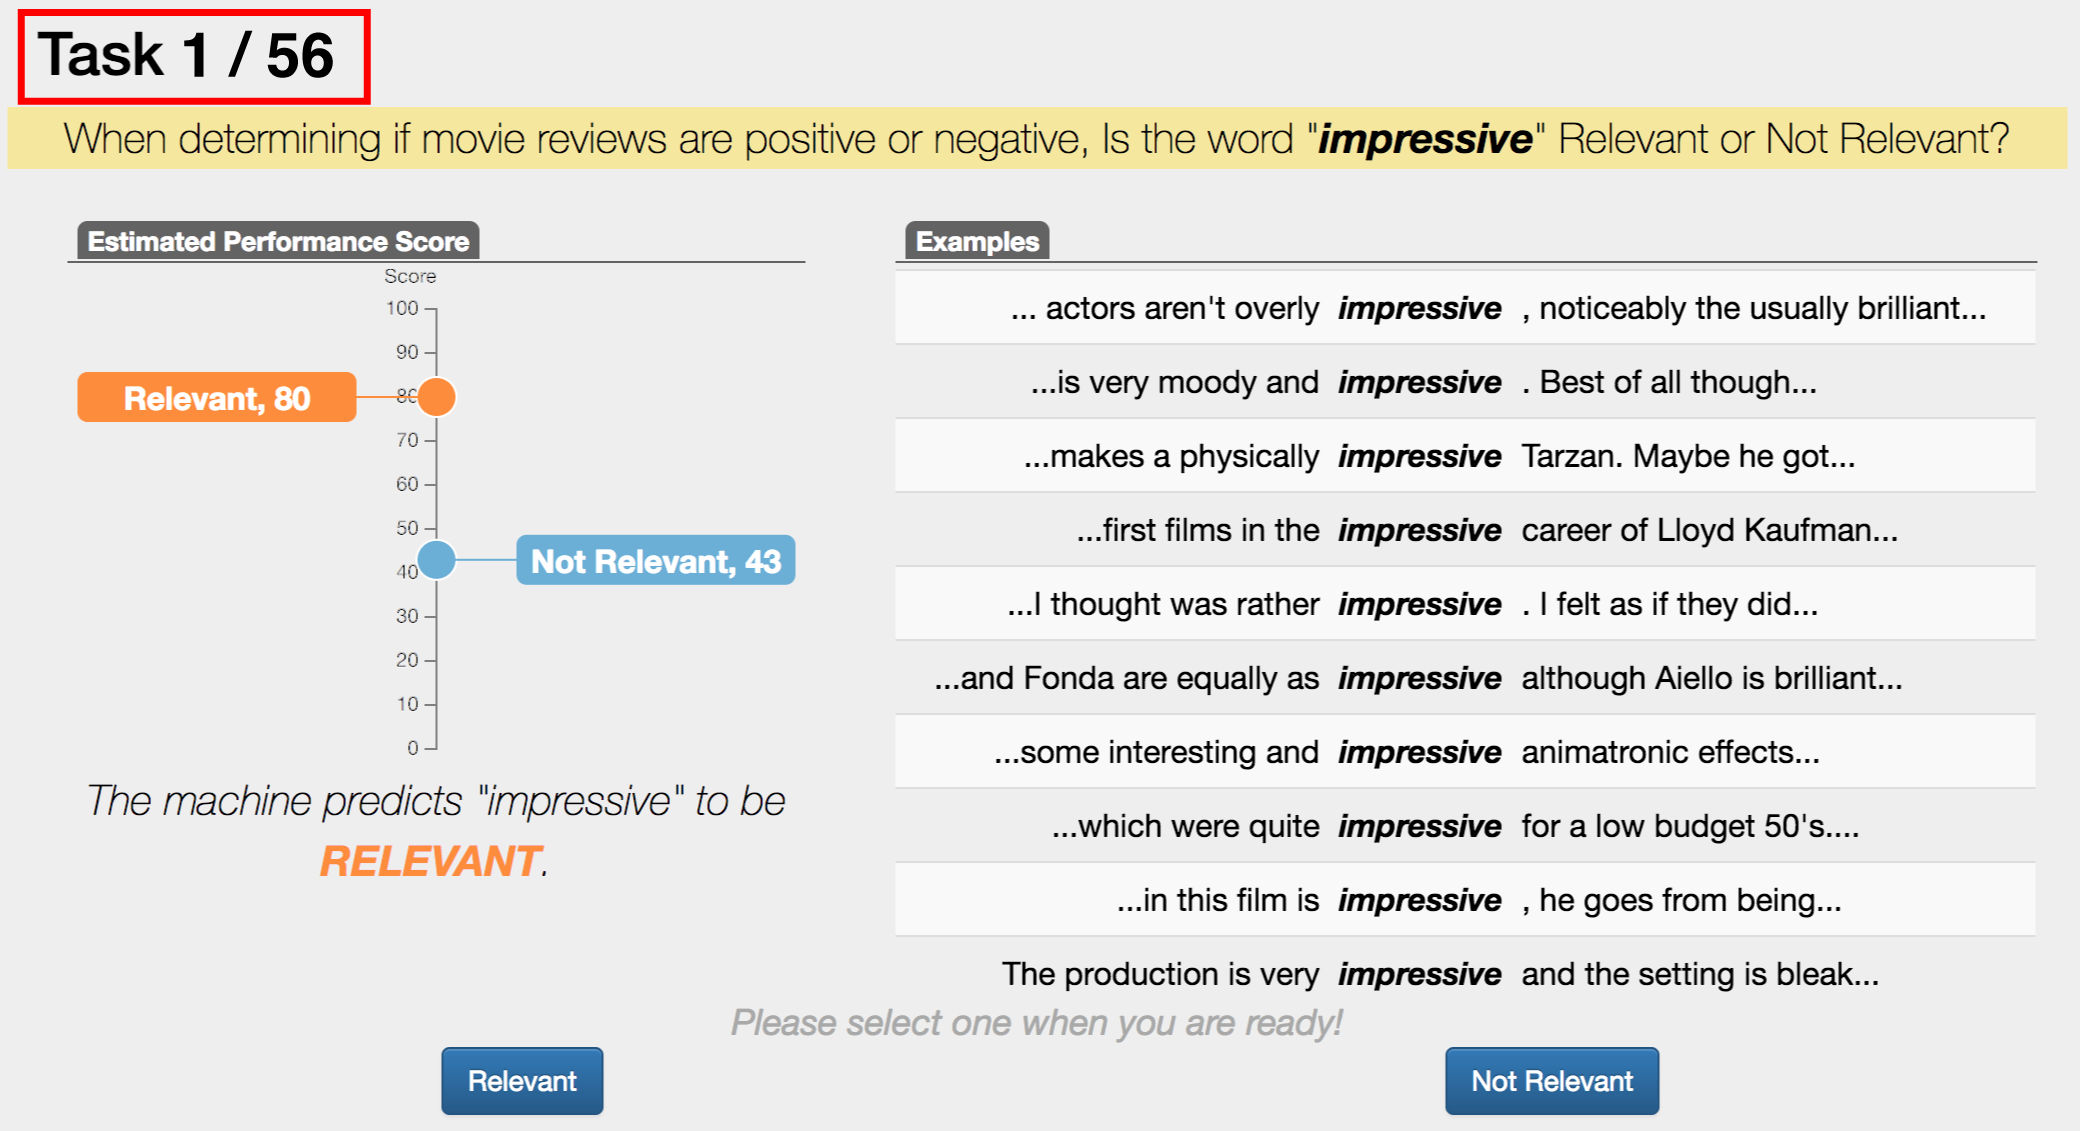 Task 1 / 56
When determining if movie reviews are positive or negative, Is the word "impressive" Relevant or Not Relevant?
Estimated Performance Score
Score
100
90
Relevant, 80
80
70
60
50
Not Relevant, 43
40
30
20
10
0
The machine predicts "impressive" to be
RELEVANT.
Examples
... actors aren't overly impressive , noticeably the usually brilliant...
...is very moody and impressive . Best of all though...
...makes a physically impressive Tarzan. Maybe he got...
...first films in the impressive career of Lloyd Kaufman...
...I thought was rather impressive . I felt as if they did...
...and Fonda are equally as impressive although Aiello is brilliant...
...some interesting and impressive animatronic effects...
...which were quite impressive for a low budget 50's....
...in this film is impressive , he goes from being...
The production is very impressive and the setting is bleak...
Please select one when you are ready!
Relevant
Not Relevant